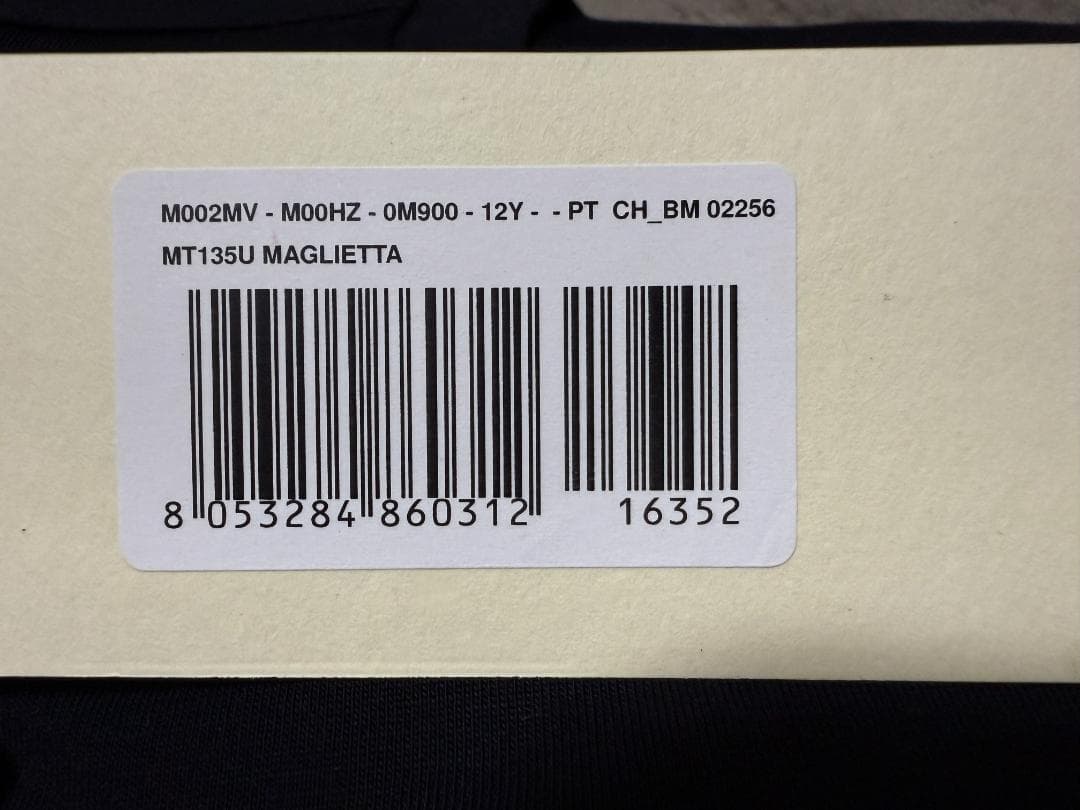 M002MV - M00HZ - 0M900 - 12Y - - PT CH_BM 02256
MT135U MAGLIETTA
8 053284 860312 16352